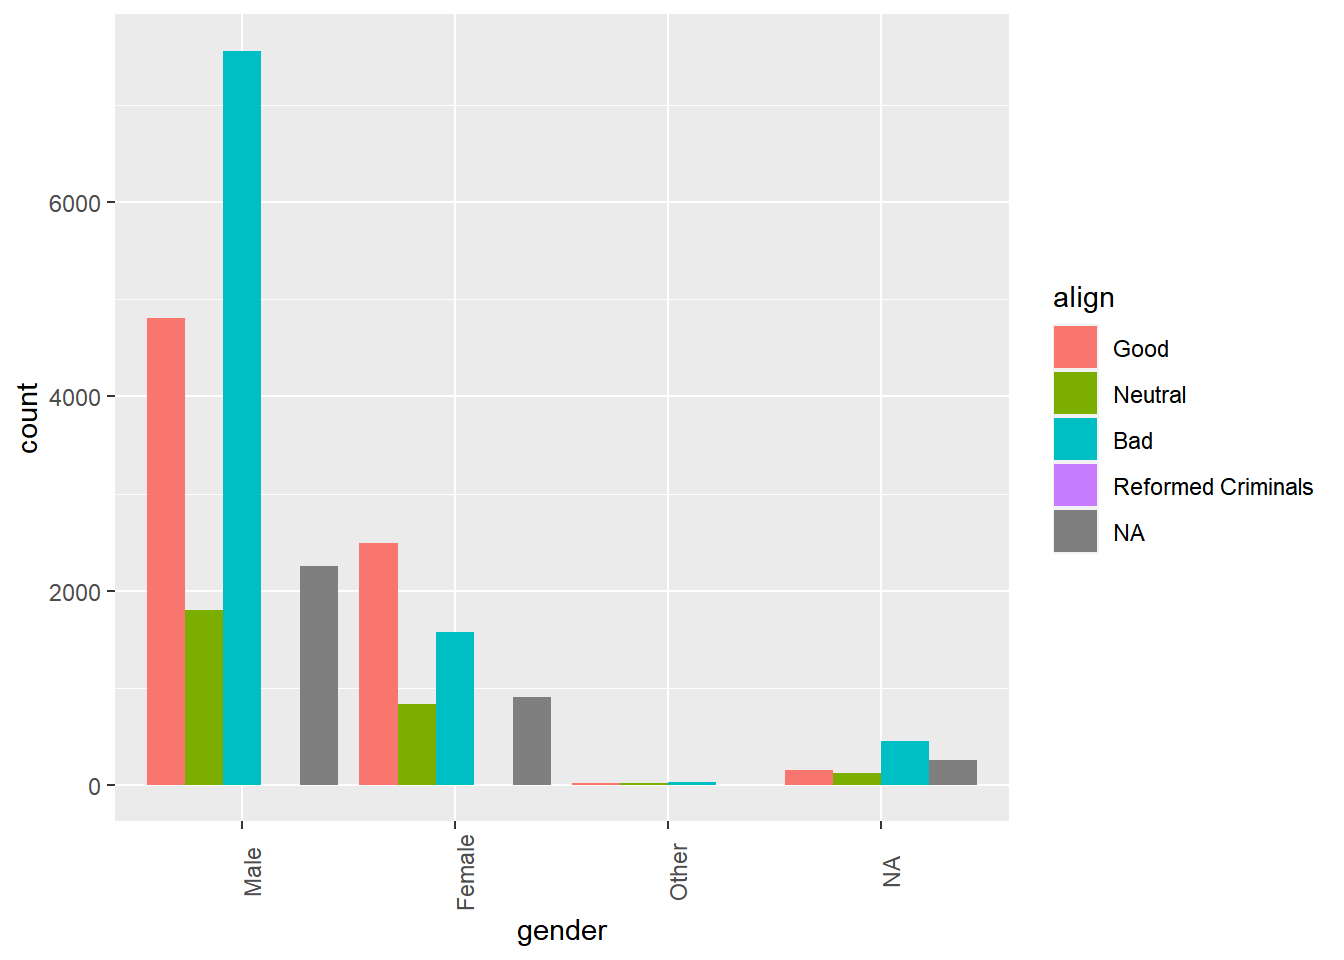 6000
4000
2000
0
count
Male
Female
Other
NA
gender
align
Good
Neutral
Bad
Reformed Criminals
NA